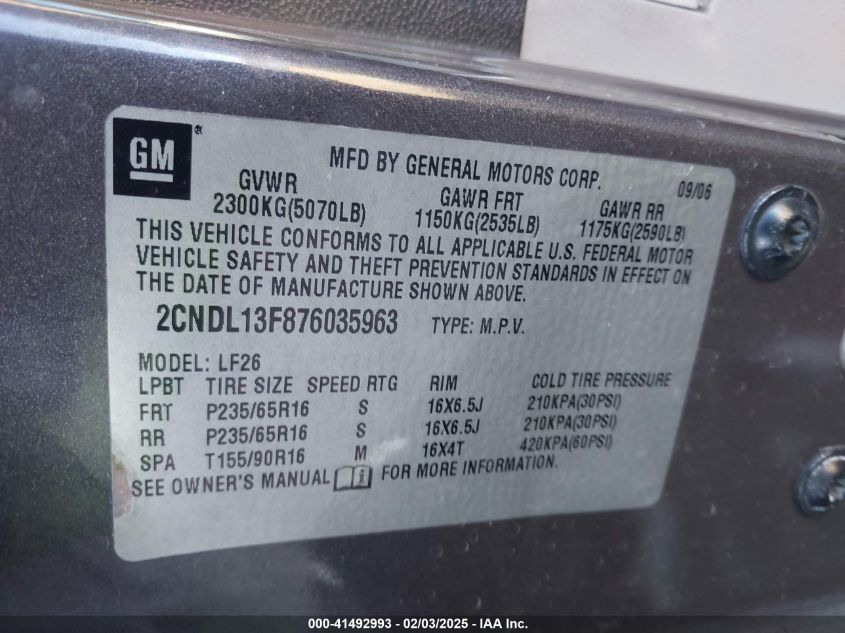 GM ®
MFD BY GENERAL MOTORS CORP. 09/06
GVWR GAWR FRT GAWR RR
2300KG(5070LB) 1150KG(2535LB) 1175KG(2590LB)
THIS VEHICLE CONFORMS TO ALL APPLICABLE U.S. FEDERAL MOTOR
VEHICLE SAFETY AND THEFT PREVENTION STANDARDS IN EFFECT ON
THE DATE OF MANUFACTURE SHOWN ABOVE.
2CNDL13F876035963 TYPE: M.P.V.
MODEL: LF26
LPBT TIRE SIZE SPEED RTG RIM COLD TIRE PRESSURE
FRT P235/65R16 S 16X6.5J 210KPA(30PSI)
RR P235/65R16 S 16X6.5J 210KPA(30PSI)
SPA T155/90R16 M 16X4T 420KPA(60PSI)
SEE OWNER'S MANUAL i FOR MORE INFORMATION.
000-41492993 / 02/03/2025 - IAA Inc.